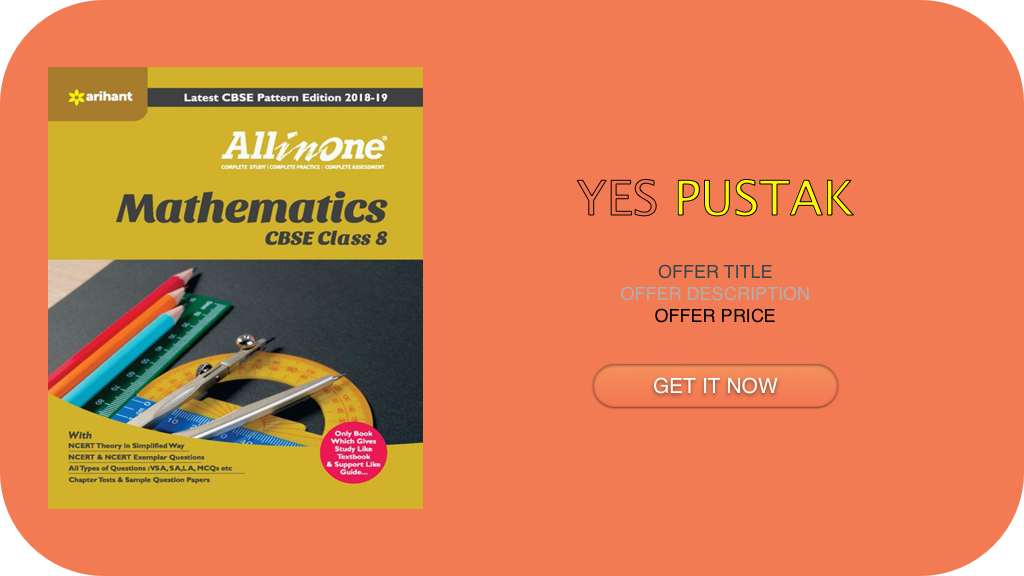 arihant
Latest CBSE Pattern Edition 2018-19
All in One®
COMPLETE STUDY | COMPLETE PRACTICE | COMPLETE ASSESSMENT
Mathematics
CBSE Class 8
With
NCERT Theory in Simplified Way
NCERT & NCERT Exemplar Questions
All Types of Questions :VSA, SA,LA, MCQs etc
Chapter Tests & Sample Question Papers
Only Book
Which Gives
Study Like
Textbook
& Support Like
Guide...
YES PUSTAK
OFFER TITLE
OFFER DESCRIPTION
OFFER PRICE
GET IT NOW